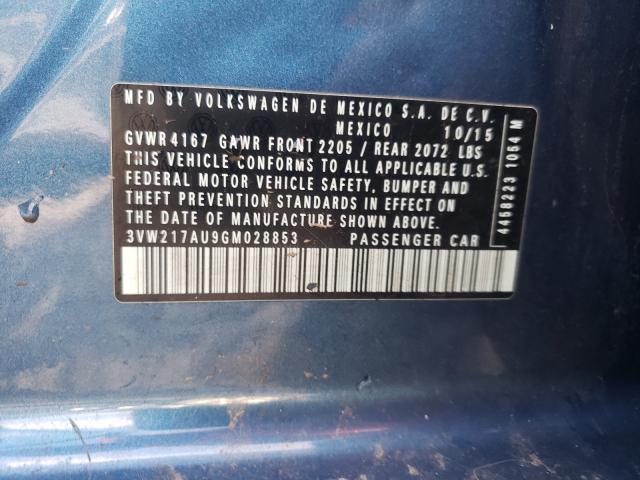 MFD BY VOLKSWAGEN DE MEXICO S.A. DE C.V.
MEXICO 10/15
GVWR 4167 GAWR FRONT 2205 / REAR 2072 LBS
THIS VEHICLE CONFORMS TO ALL APPLICABLE U.S.
FEDERAL MOTOR VEHICLE SAFETY, BUMPER AND
THEFT PREVENTION STANDARDS IN EFFECT ON
THE DATE OF MANUFACTURE SHOWN ABOVE.
3VW217AU9GM028853 PASSENGER CAR
4458223 1054 M